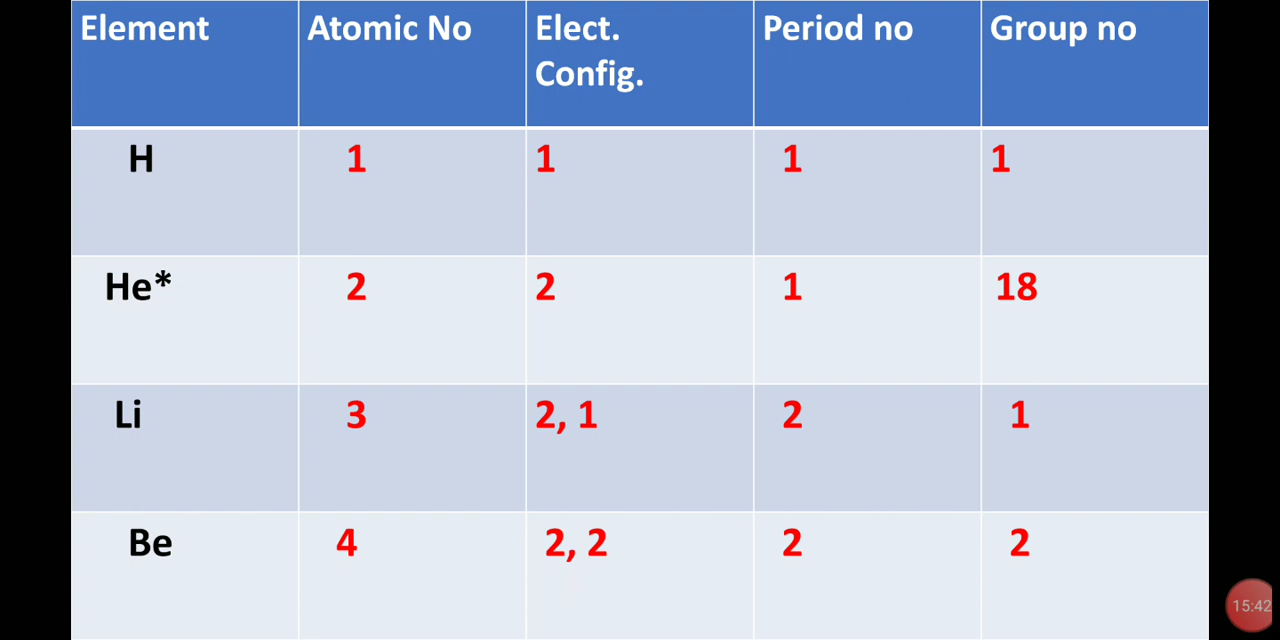 Element Atomic No Elect. Config. Period no Group no
H 1 1 1 1
He* 2 2 1 18
Li 3 2, 1 2 1
Be 4 2, 2 2 2
15:42